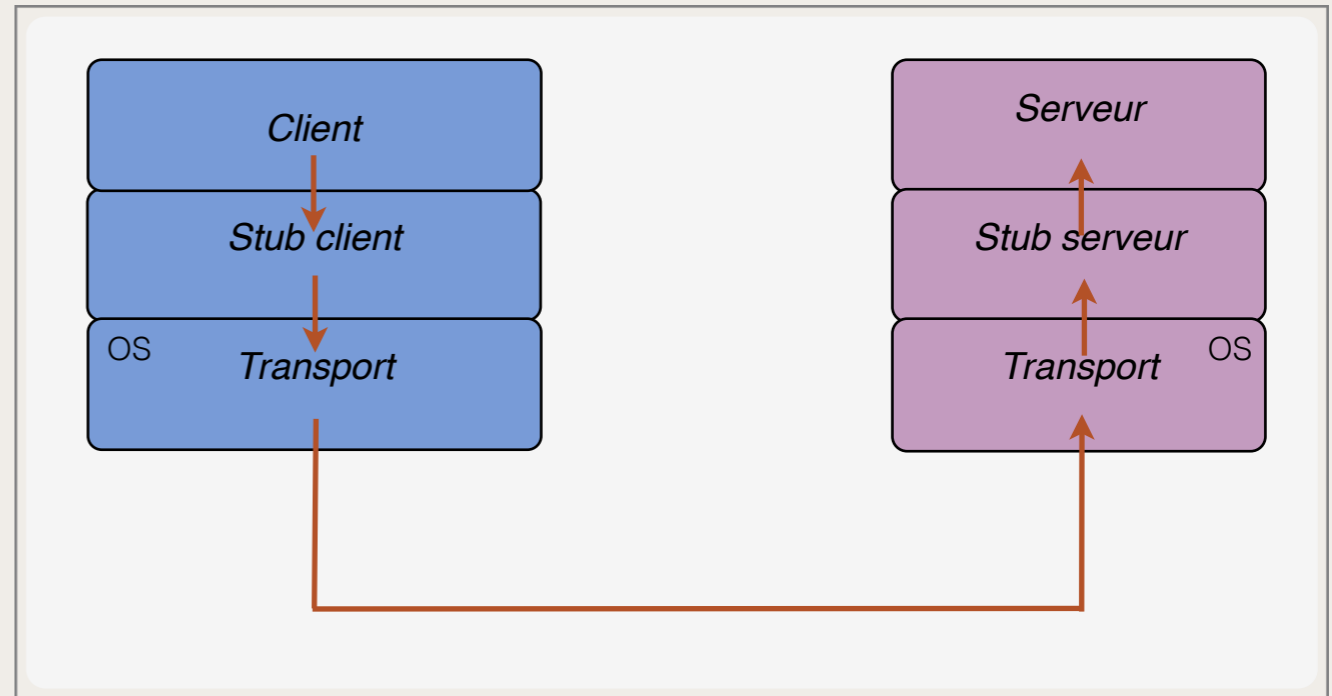 Client
Stub client
OS
Transport
Serveur
Stub serveur
Transport
OS